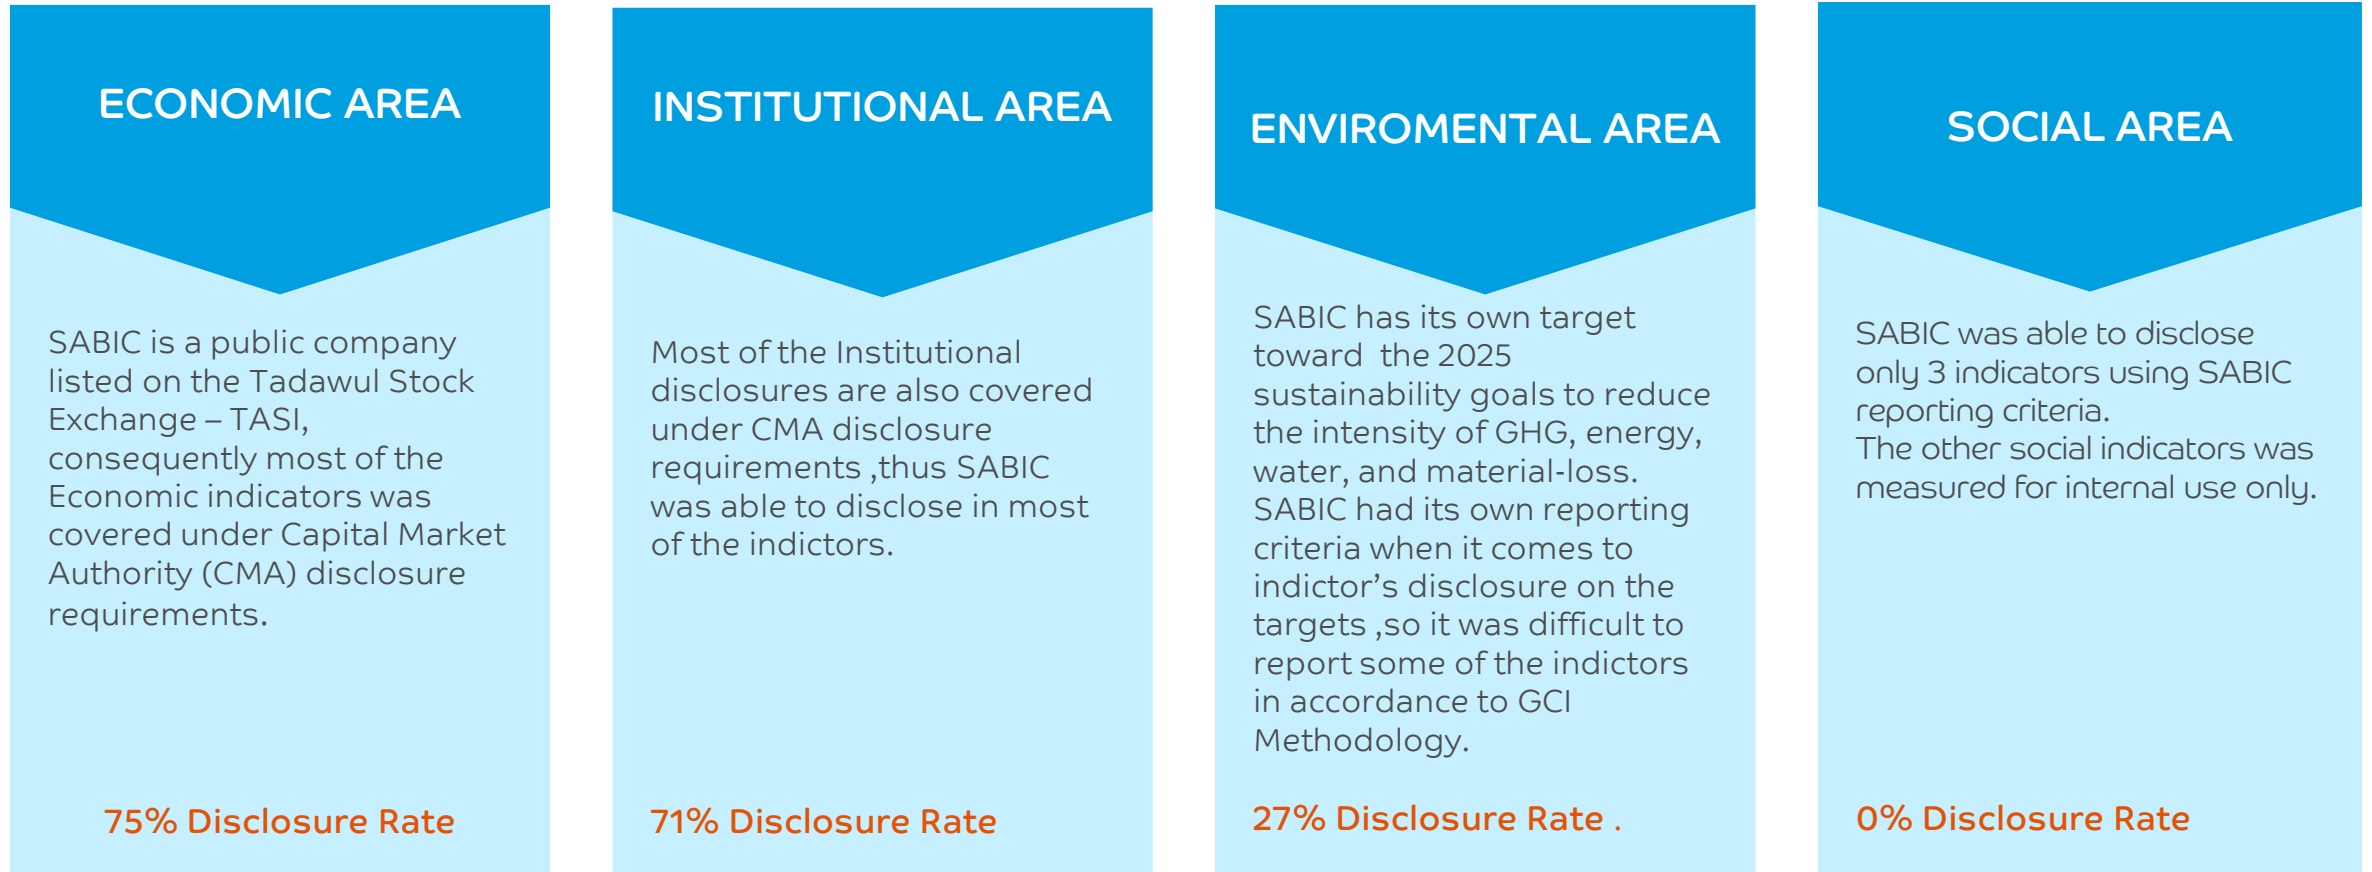 ECONOMIC AREA
SABIC is a public company
listed on the Tadawul Stock
Exchange – TASI,
consequently most of the
Economic indicators was
covered under Capital Market
Authority (CMA) disclosure
requirements.
75% Disclosure Rate
INSTITUTIONAL AREA
Most of the Institutional
disclosures are also covered
under CMA disclosure
requirements ,thus SABIC
was able to disclose in most
of the indictors.
71% Disclosure Rate
ENVIROMENTAL AREA
SABIC has its own target
toward  the 2025
sustainability goals to reduce
the intensity of GHG, energy,
water, and material-loss.
SABIC had its own reporting
criteria when it comes to
indictor’s disclosure on the
targets ,so it was difficult to
report some of the indictors
in accordance to GCI
Methodology.
27% Disclosure Rate .
SOCIAL AREA
SABIC was able to disclose
only 3 indicators using SABIC
reporting criteria.
The other social indicators was
measured for internal use only.
0% Disclosure Rate